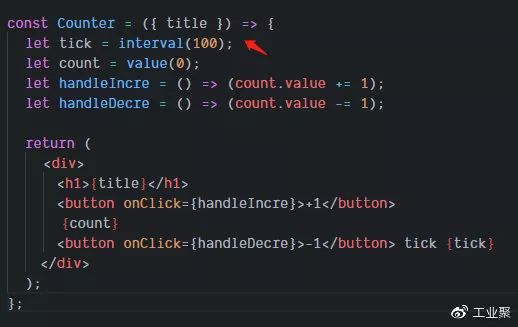 const Counter = ({ title }) => {
  let tick = interval(100);
  let count = value(0);
  let handleIncre = () => (count.value += 1);
  let handleDecre = () => (count.value -= 1);

  return (
    <div>
      <h1>{title}</h1>
      <button onClick={handleIncre}>+1</button>
      {count}
      <button onClick={handleDecre}>-1</button> tick {tick}
    </div>
  );
};
工业聚